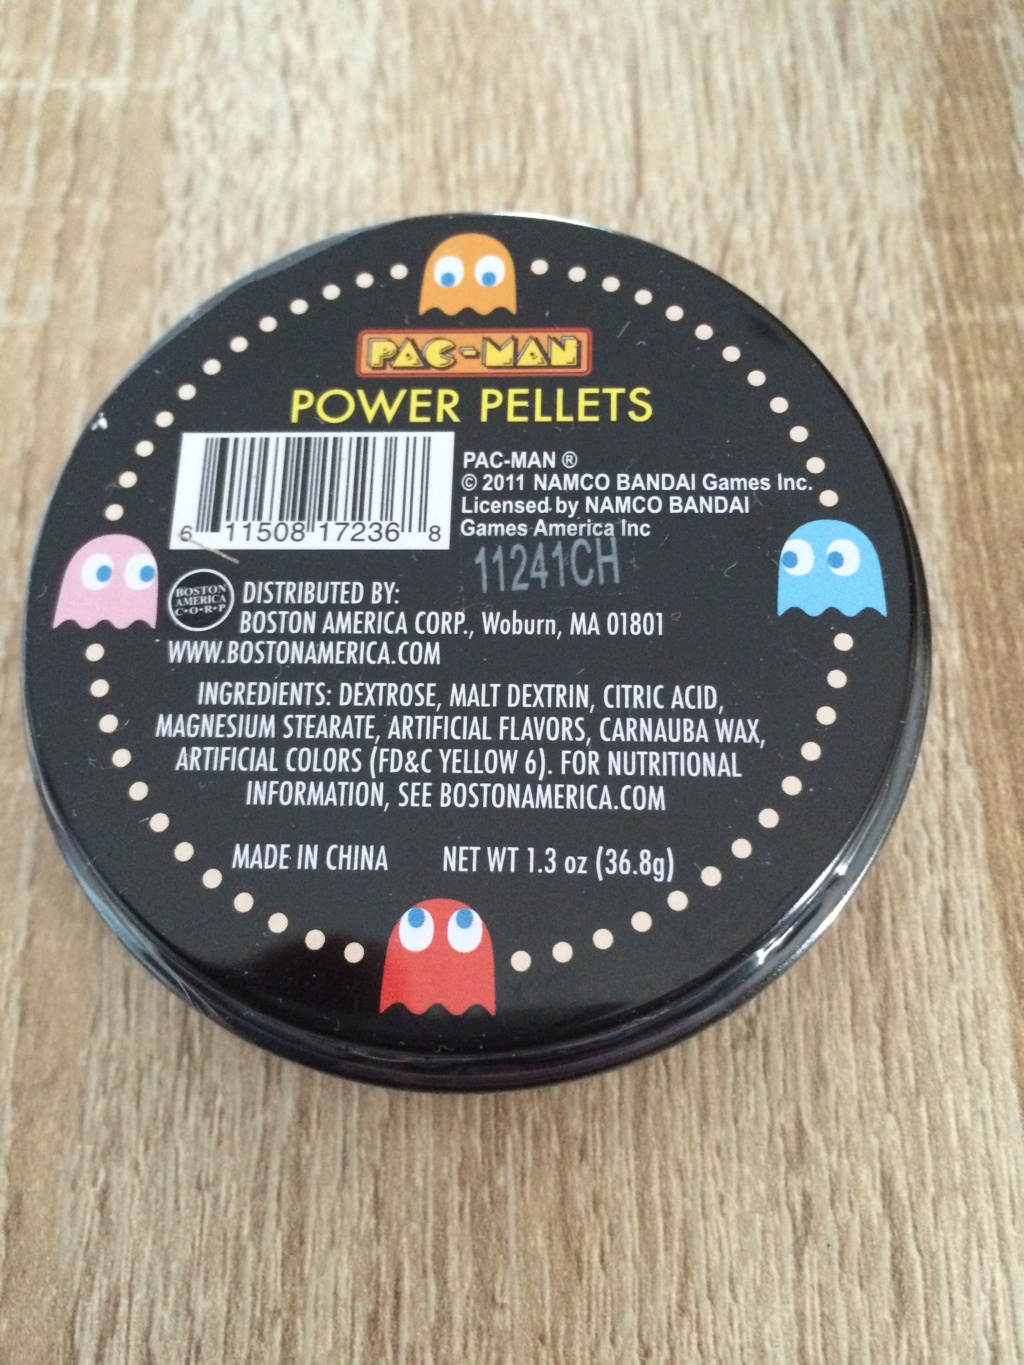 PAC-MAN
POWER PELLETS
6 11508 17236 8
PAC-MAN ®
© 2011 NAMCO BANDAI Games Inc.
Licensed by NAMCO BANDAI
Games America Inc
11241CH
BOSTON
AMERICA
C·O·R·P
DISTRIBUTED BY:
BOSTON AMERICA CORP., Woburn, MA 01801
WWW.BOSTONAMERICA.COM
INGREDIENTS: DEXTROSE, MALT DEXTRIN, CITRIC ACID,
MAGNESIUM STEARATE, ARTIFICIAL FLAVORS, CARNAUBA WAX,
ARTIFICIAL COLORS (FD&C YELLOW 6). FOR NUTRITIONAL
INFORMATION, SEE BOSTONAMERICA.COM
MADE IN CHINA NET WT 1.3 oz (36.8g)